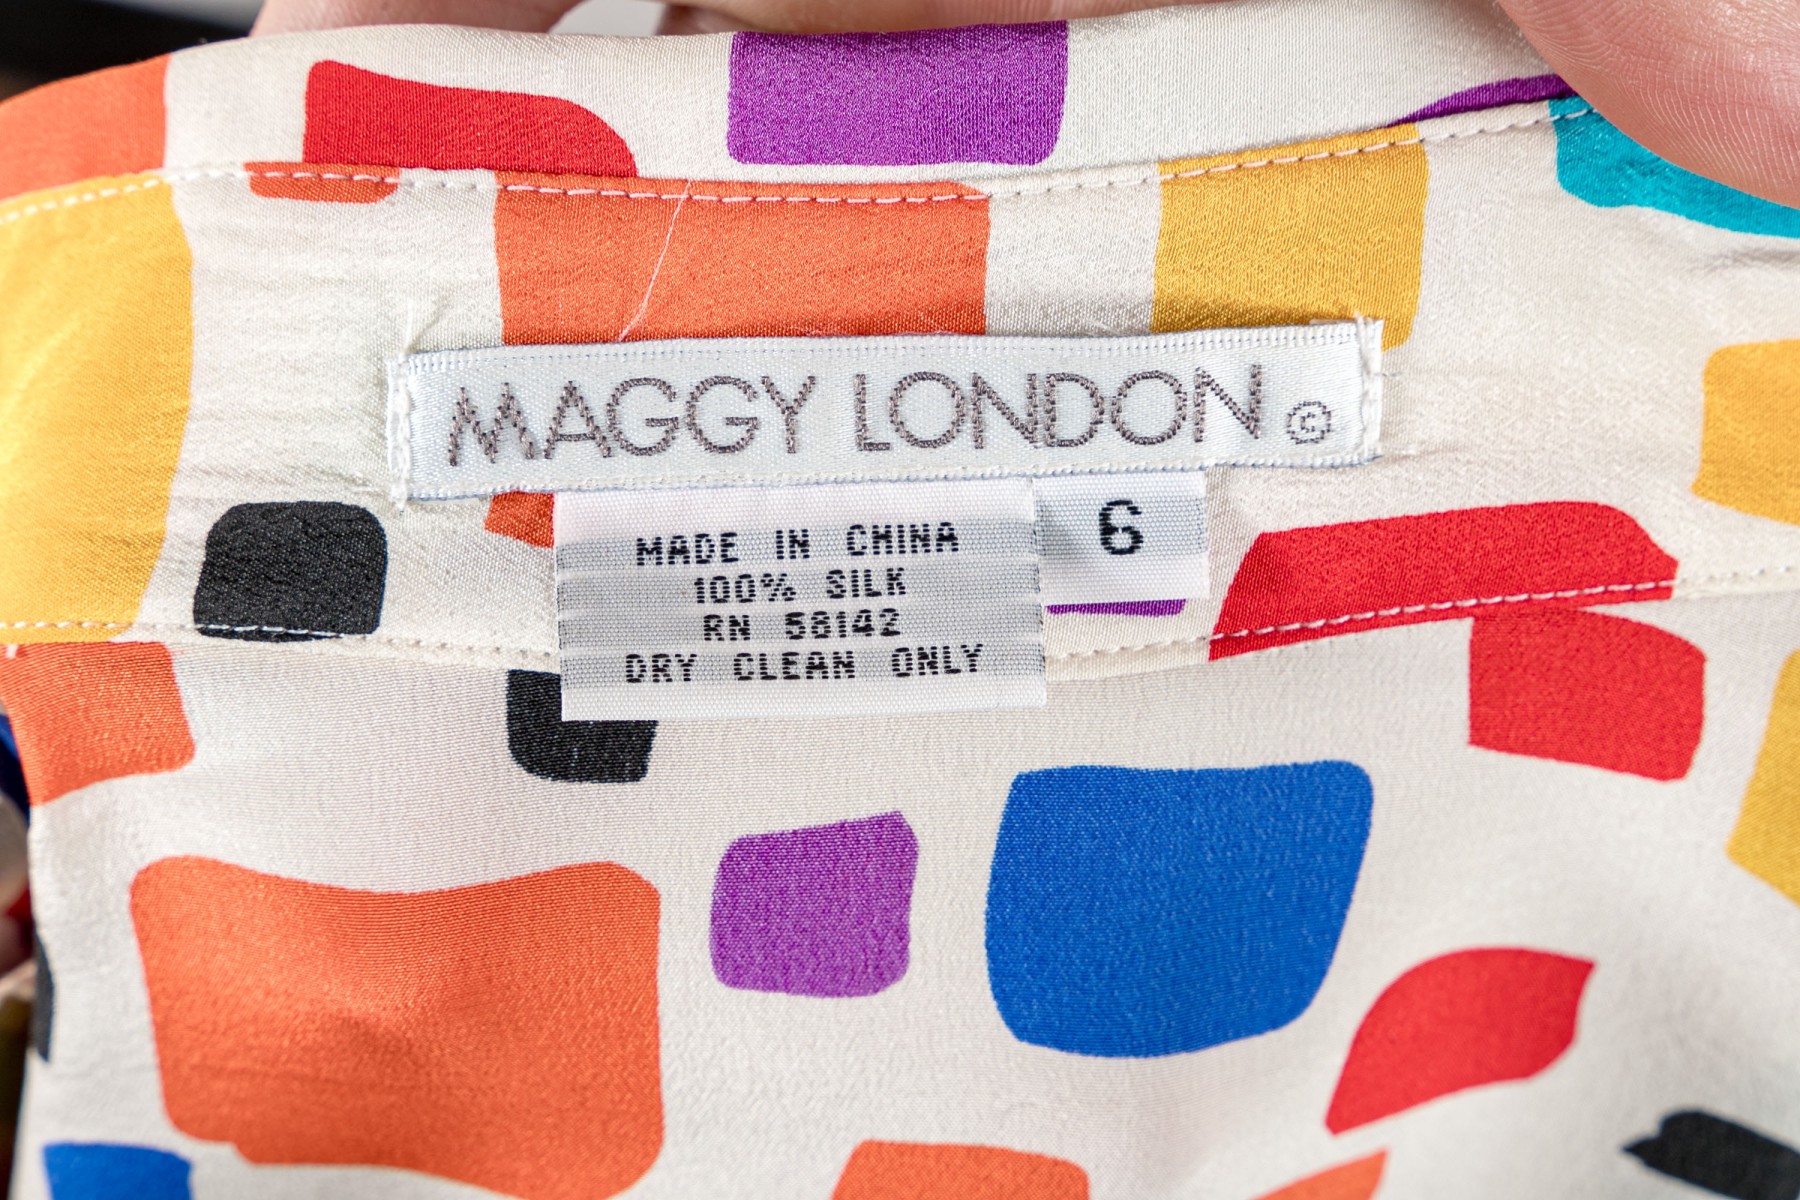 MAGGY LONDON ©
MADE IN CHINA
100% SILK
RN 58142
DRY CLEAN ONLY
6